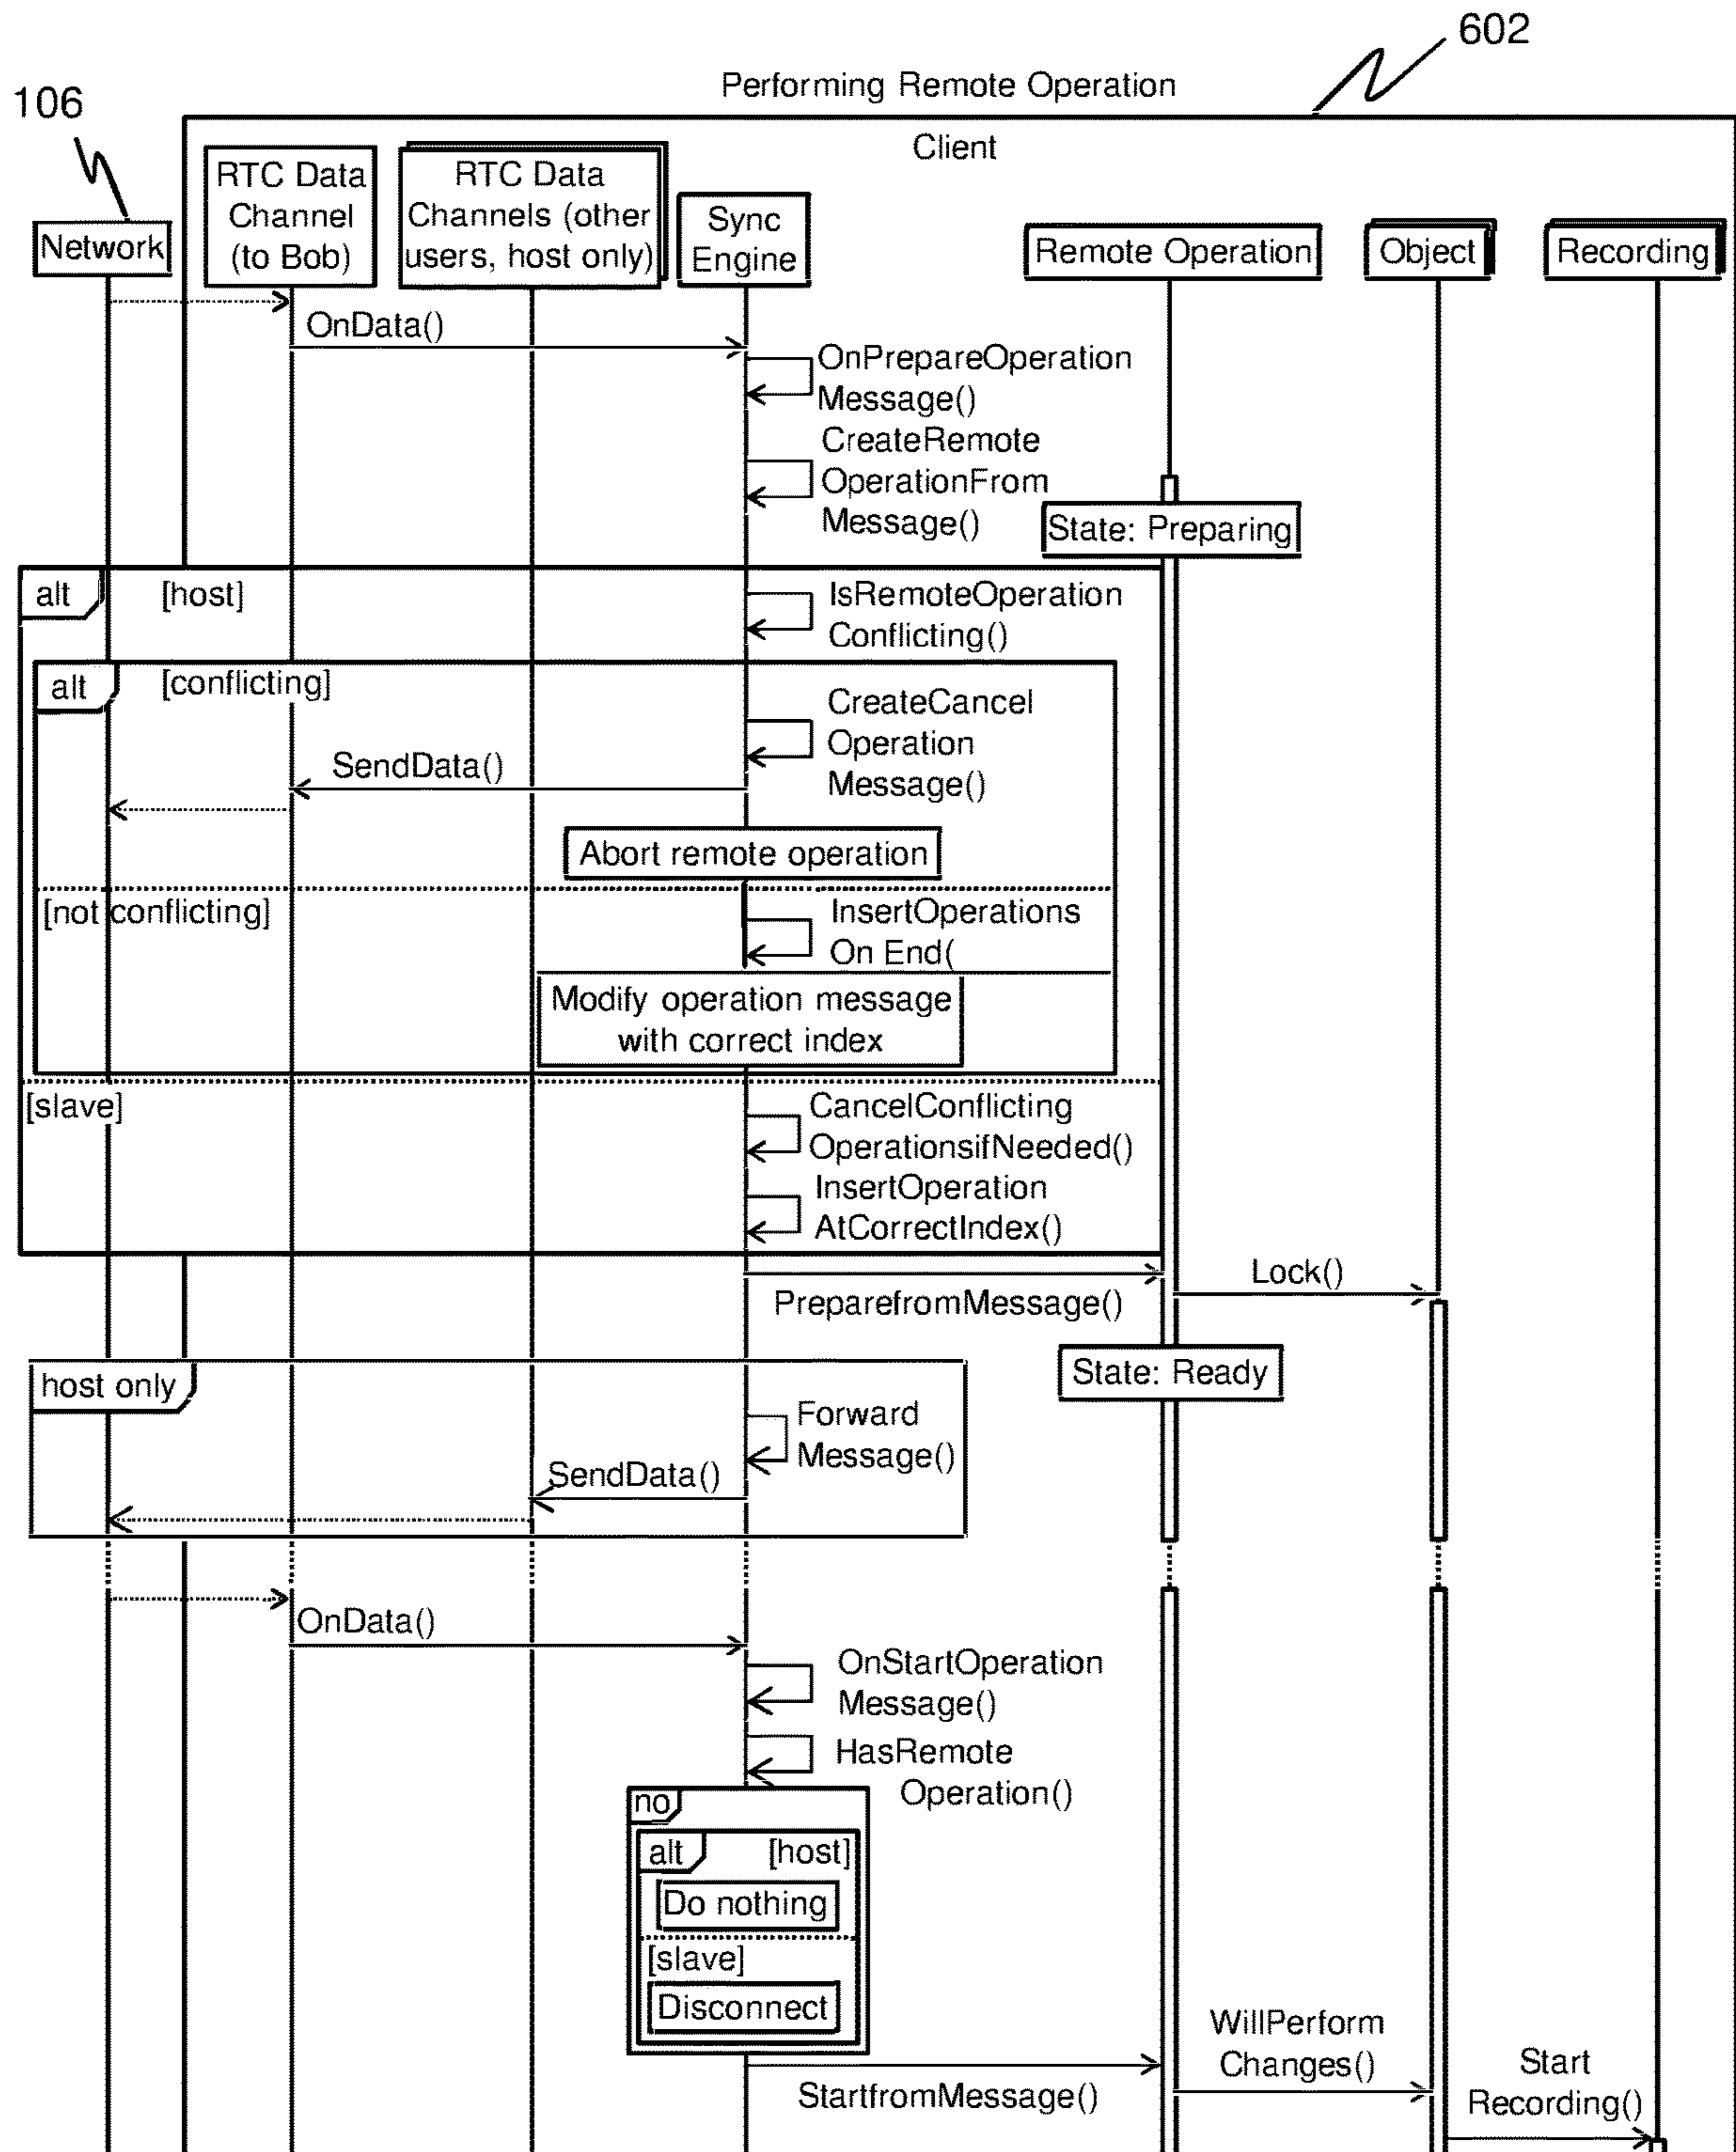 602
Performing Remote Operation
106
Client
RTC Data
Channel
(to Bob)
RTC Data
Channels (other
users, host only)
Sync
Engine
Network
Remote Operation
Object
Recording
OnData()
OnPrepareOperation
Message()
CreateRemote
OperationFrom
Message()
State: Preparing
alt
[host]
IsRemoteOperation
Conflicting()
alt
[conflicting]
CreateCancel
Operation
Message()
SendData()
Abort remote operation
[not conflicting]
InsertOperations
On End(
Modify operation message
with correct index
[slave]
CancelConflicting
OperationsifNeeded()
InsertOperation
AtCorrectIndex()
PreparefromMessage()
Lock()
State: Ready
host only
Forward
Message()
SendData()
OnData()
OnStartOperation
Message()
HasRemote
Operation()
no
alt
[host]
Do nothing
[slave]
Disconnect
StartfromMessage()
WillPerform
Changes()
Start
Recording()